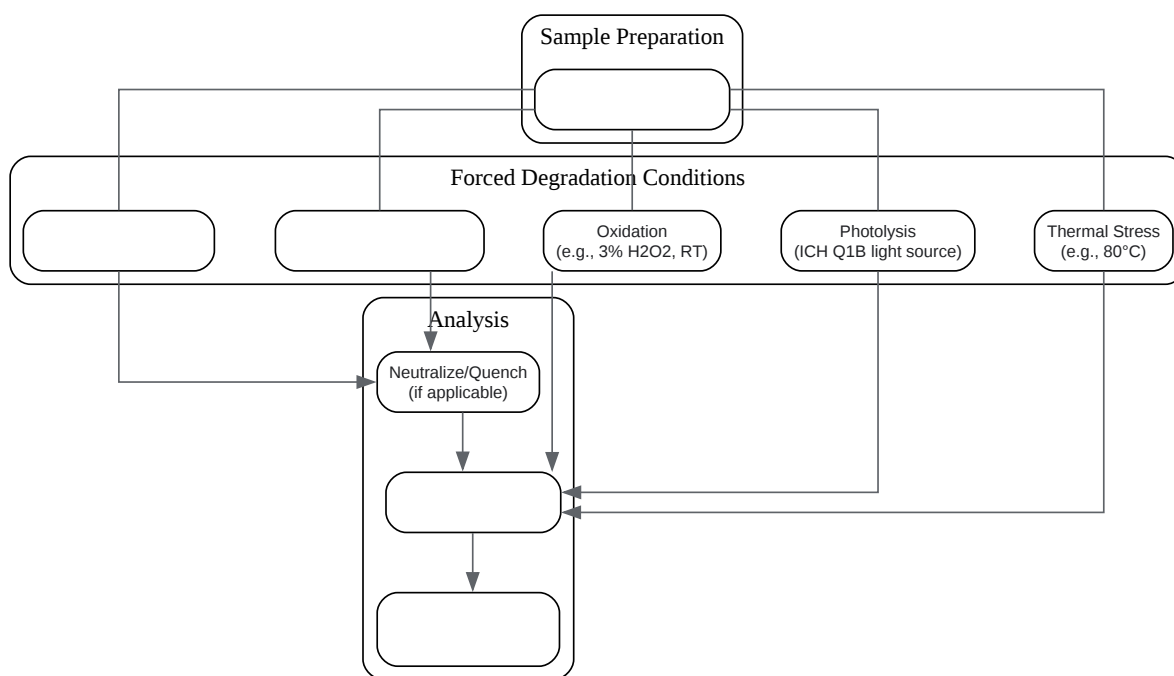 Sample Preparation
Forced Degradation Conditions
Oxidation
(e.g., 3% H2O2, RT)
Photolysis
(ICH Q1B light source)
Thermal Stress
(e.g., 80°C)
Analysis
Neutralize/Quench
(if applicable)